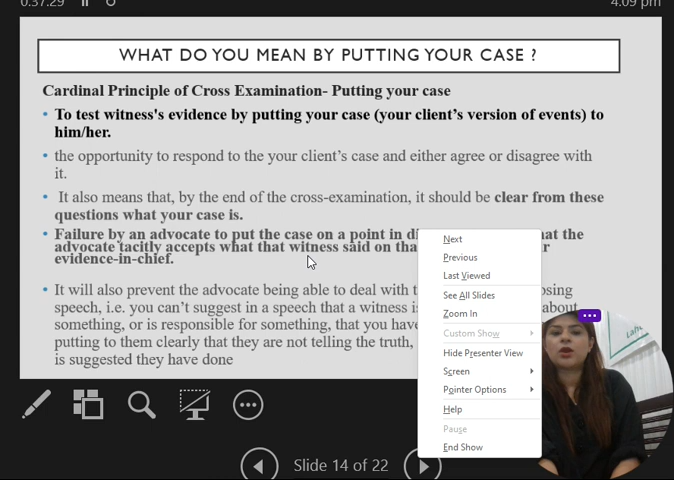 0:37:29
4:09 pm
WHAT DO YOU MEAN BY PUTTING YOUR CASE ?
Cardinal Principle of Cross Examination- Putting your case
• To test witness's evidence by putting your case (your client's version of events) to
him/her.
• the opportunity to respond to the your client's case and either agree or disagree with
it.
• It also means that, by the end of the cross-examination, it should be clear from these
questions what your case is.
• Failure by an advocate to put the case on a point in hat the
advocate tacitly accepts what that witness said on
evidence-in-chief.
• It will also prevent the advocate being able to deal with
speech, i.e. you can't suggest in a speech that a witness about
something, or is responsible for something, that you have
putting to them clearly that they are not telling the truth,
is suggested they have done
Next
Previous
Last Viewed
See All Slides
Zoom In
Custom Show
Hide Presenter View
Screen
Pointer Options
Help
Pause
End Show
Slide 14 of 22